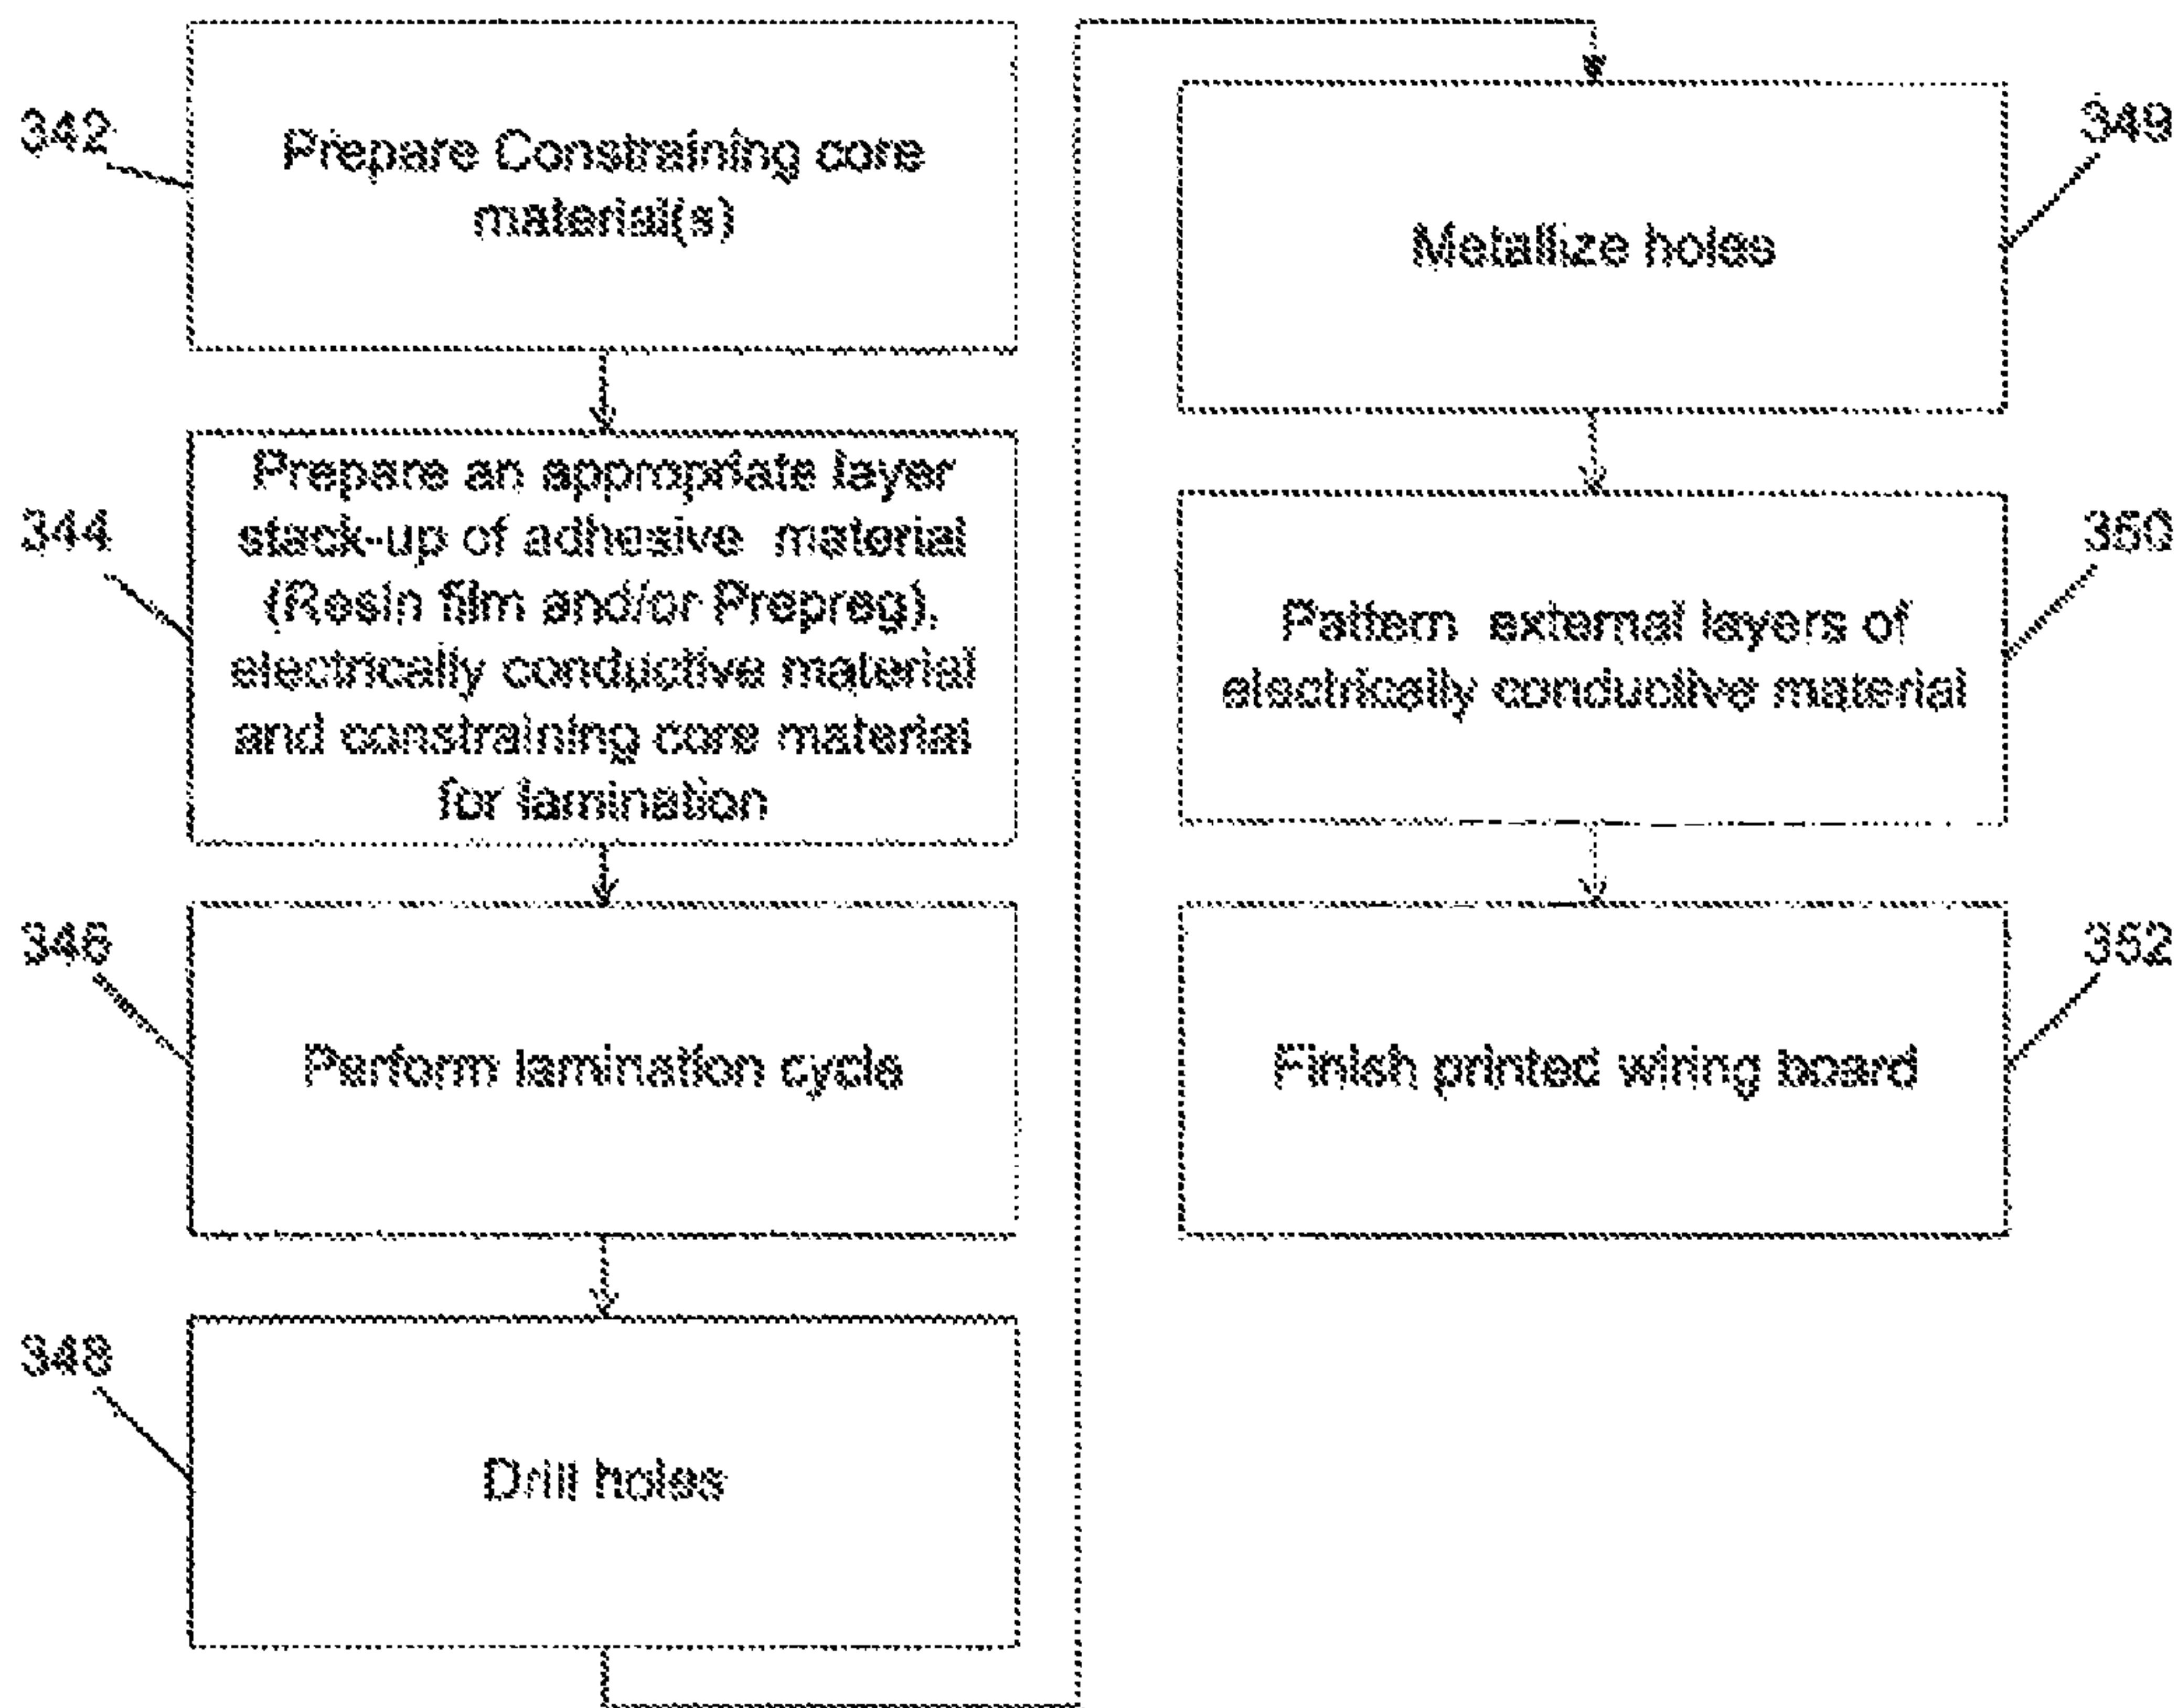 342
Prepare Constraining core
material(s)
344
Prepare an appropriate layer
stack-up of adhesive material
(Resin film and/or Prepreg),
electrically conductive material
and constraining core material
for lamination
346
Perform lamination cycle
348
Drill holes
349
Metallize holes
350
Pattern external layers of
electrically conductive material
352
Finish printed wiring board